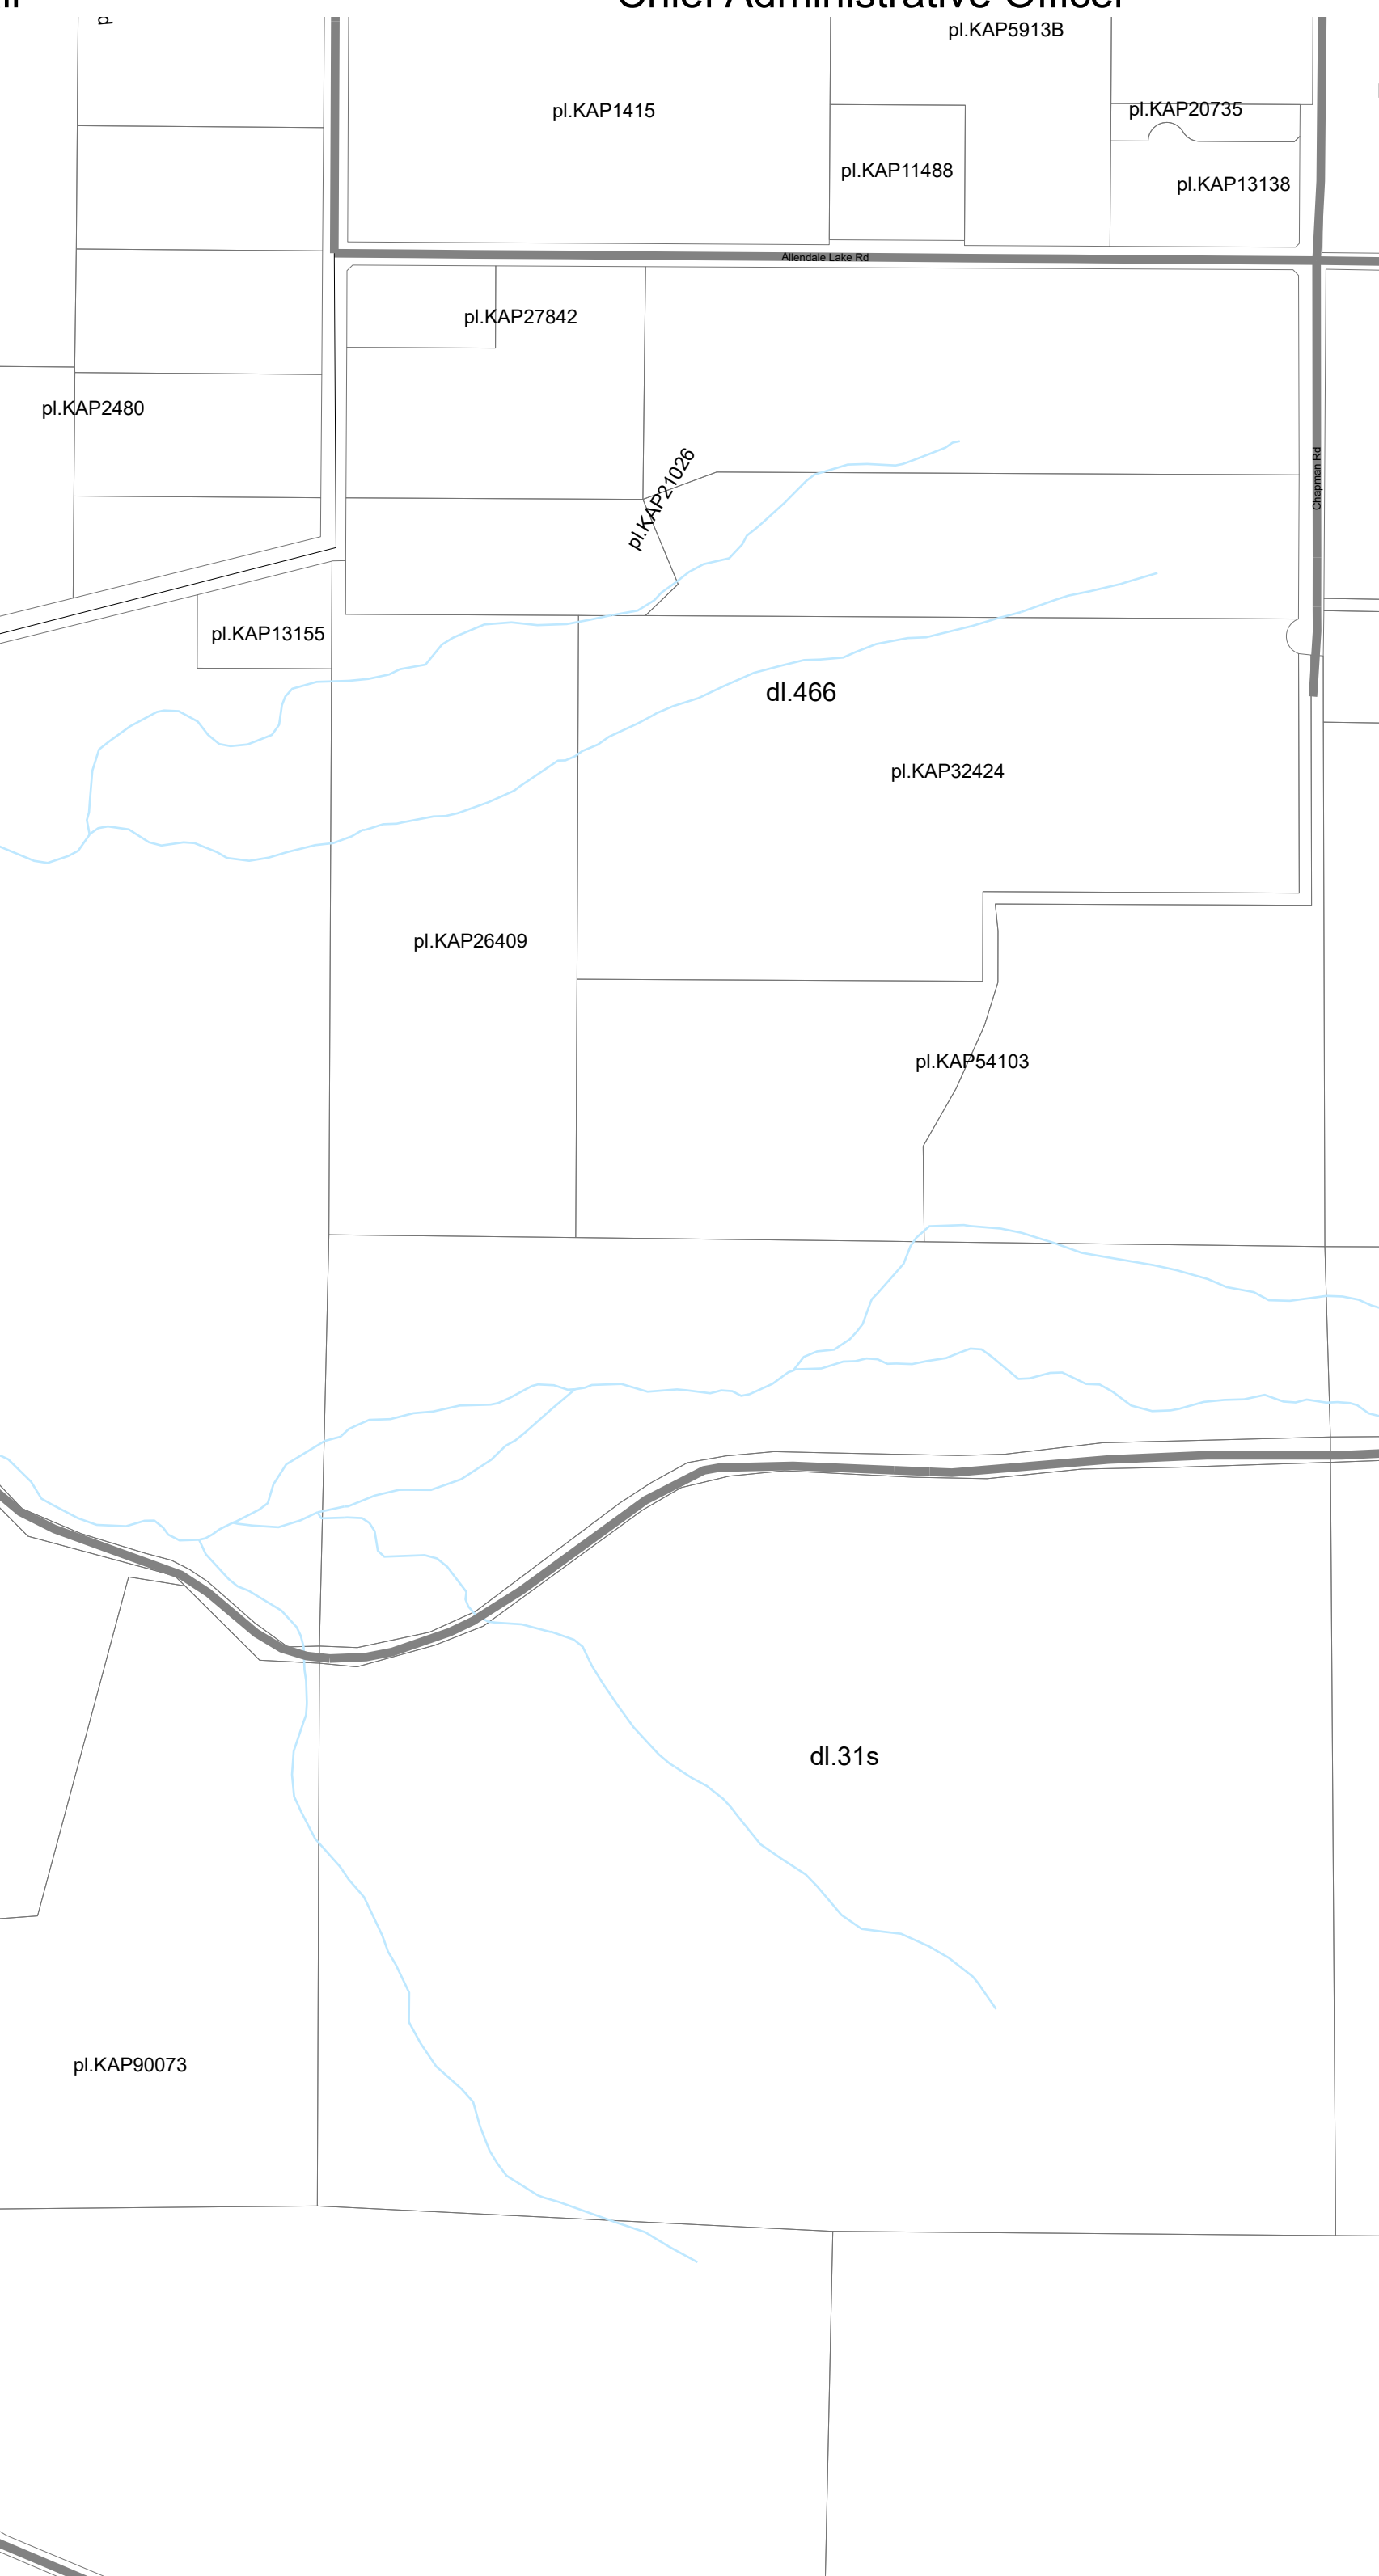 Chief Administrative Officer
pl.KAP5913B
pl.KAP1415
pl.KAP20735
pl.KAP11488
pl.KAP13138
Allendale Lake Rd
pl.KAP27842
pl.KAP2480
Chapman Rd
pl.KAP21026
pl.KAP13155
dl.466
pl.KAP32424
pl.KAP26409
pl.KAP54103
dl.31s
pl.KAP90073